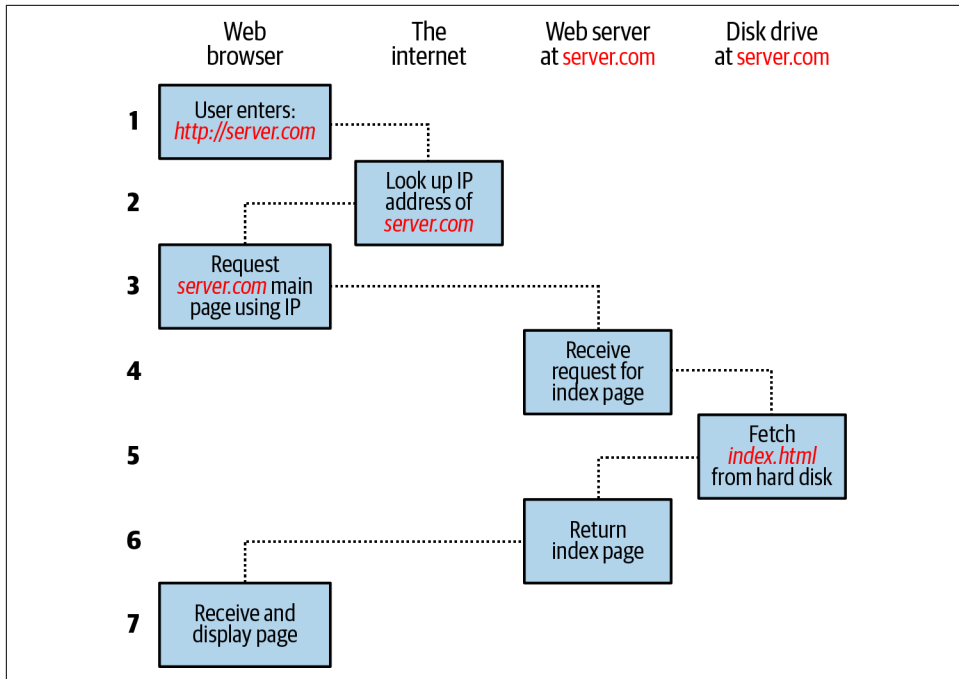 Web
browser
The
internet
Web server
at server.com
Disk drive
at server.com
1
User enters:
http://server.com
2
Look up IP
address of
server.com
3
Request
server.com main
page using IP
4
Receive
request for
index page
5
Fetch
index.html
from hard disk
6
Return
index page
7
Receive and
display page